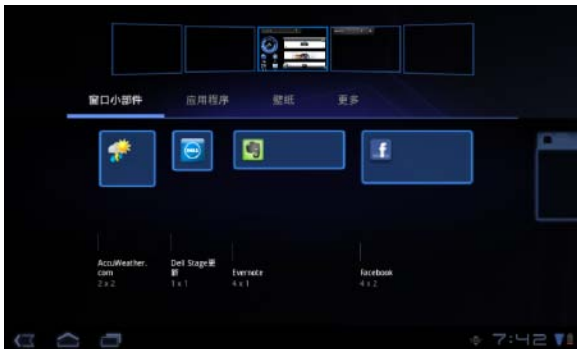 窗口小部件 应用程序 壁纸 更多
DELL
f
AccuWeather. Dell Stage更
com 新 Evernote facebook
2 x 2 1 x 1 4 x 1 4 x 2
7:42